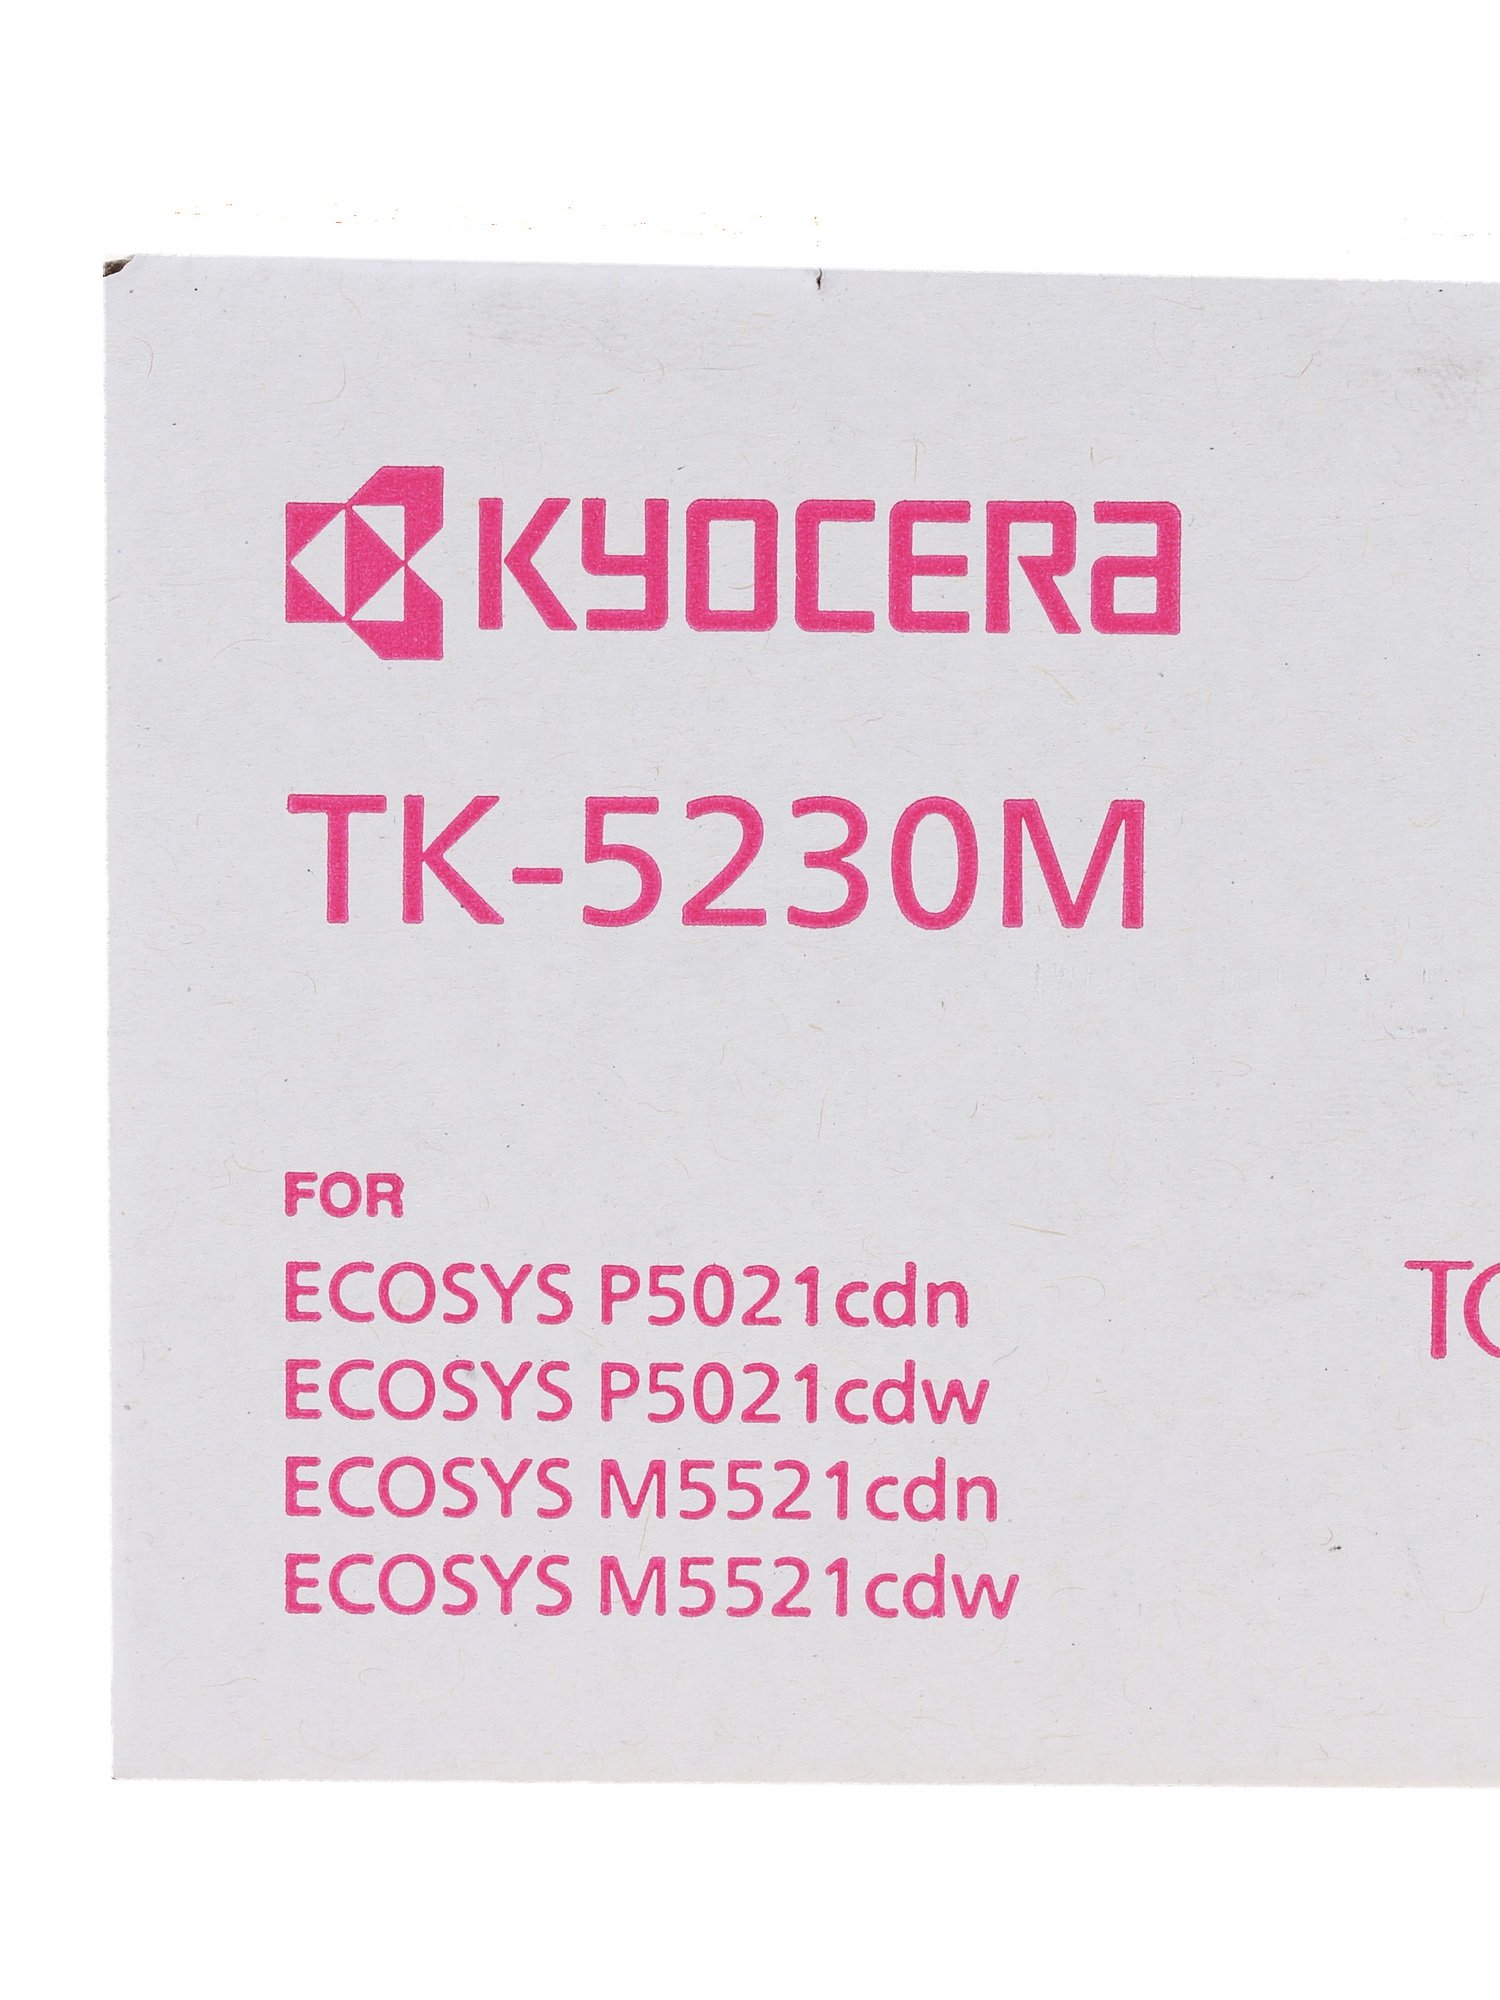 KYOCERA
TK-5230M
FOR
ECOSYS P5021cdn
ECOSYS P5021cdw
ECOSYS M5521cdn
ECOSYS M5521cdw